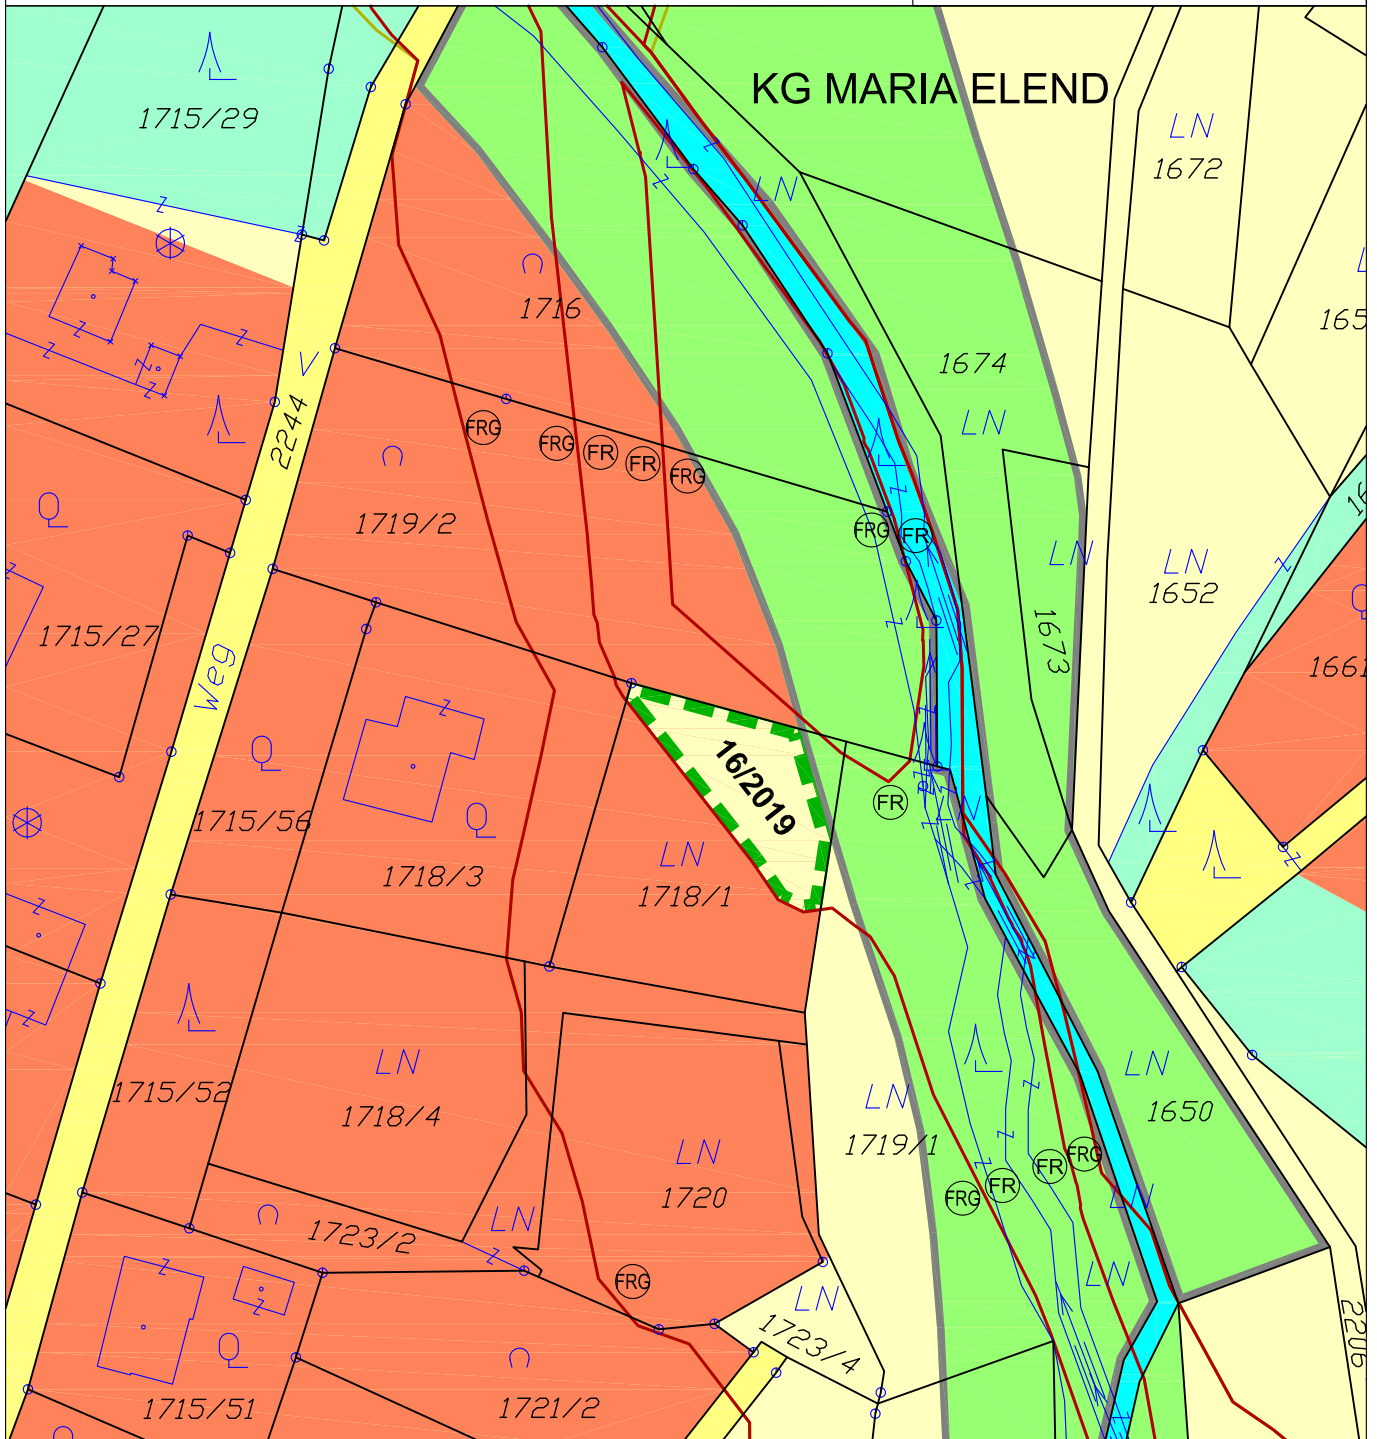 KG MARIA ELEND
1715/29
LN
1672
LN
1716
1674
LN
2244 V
FRG
FRG
FR
FR
FRG
1719/2
FRG
FR
LN
LN
1652
1715/27
1673
1661
Weg
16/2019
FR
1715/56
1718/3
LN
1718/1
LN
1715/52
1718/4
LN
1720
LN
1719/1
LN
1650
FRG
FR
FR
FRG
LN
1723/2
LN
FRG
LN
LN
1723/4
2206
1715/51
1721/2